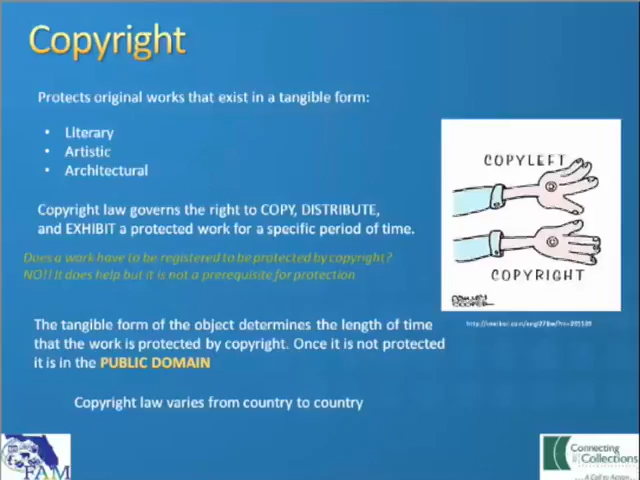 Copyright
Protects original works that exist in a tangible form:
• Literary
• Artistic
• Architectural
Copyright law governs the right to COPY, DISTRIBUTE,
and EXHIBIT a protected work for a specific period of time.
Does a work have to be registered to be protected by copyright?
NO!! It does help but it is not a prerequisite for protection
The tangible form of the object determines the length of time
that the work is protected by copyright. Once it is not protected
it is in the PUBLIC DOMAIN
Copyright law varies from country to country
COPYLEFT
COPYRIGHT
FAM
Connecting
Collections
A Call to Action